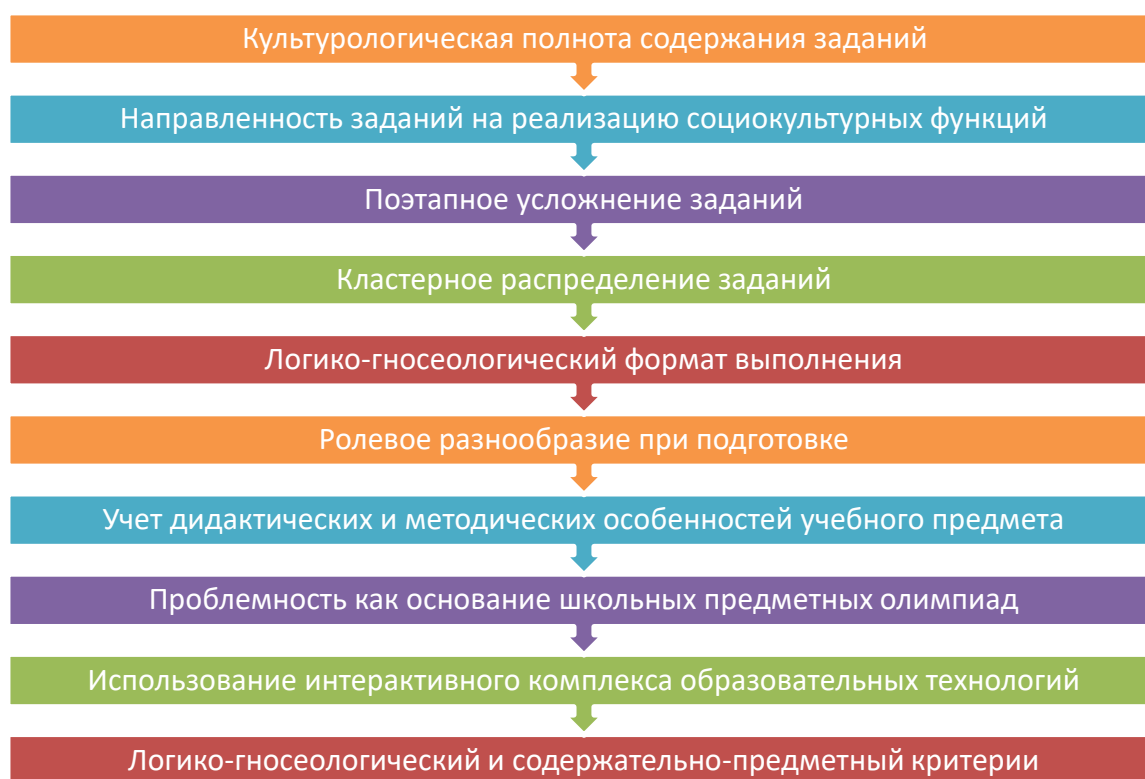 Культурологическая полнота содержания заданий
Направленность заданий на реализацию социокультурных функций
Поэтапное усложнение заданий
Кластерное распределение заданий
Логико-гносеологический формат выполнения
Ролевое разнообразие при подготовке
Учет дидактических и методических особенностей учебного предмета
Проблемность как основание школьных предметных олимпиад
Использование интерактивного комплекса образовательных технологий
Логико-гносеологический и содержательно-предметный критерии